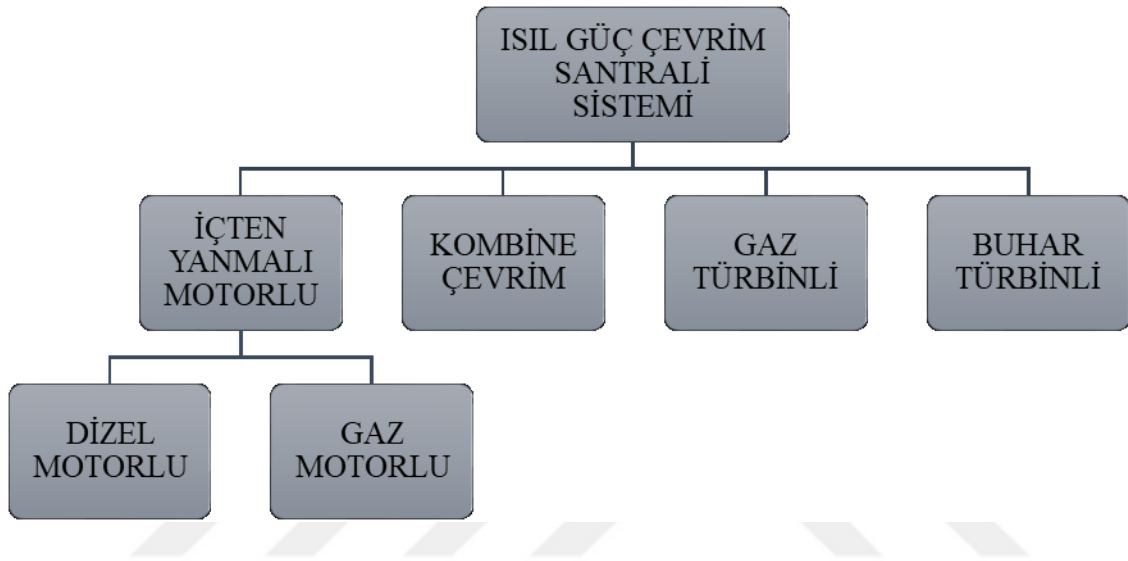 ISIL GÜÇ ÇEVRİM
SANTRALİ
SİSTEMİ
İÇTEN
YANMALI
MOTORLU
KOMBİNE
ÇEVRİM
GAZ
TÜRBİNLİ
BUHAR
TÜRBİNLİ
DİZEL
MOTORLU
GAZ
MOTORLU